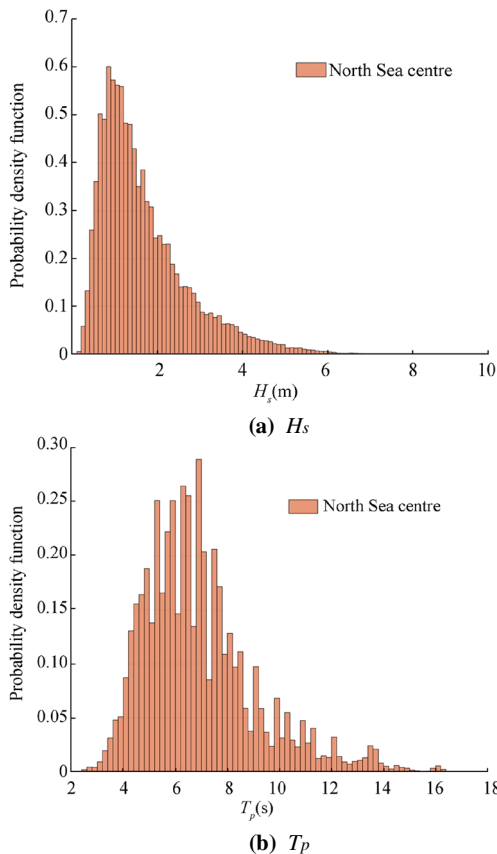 0.7
North Sea centre
0.6
0.5
0.4
0.3
0.2
0.1
0
Probability density function
2 4 6 8 10
Hs(m)
(a) Hs
0.30
North Sea centre
0.25
0.20
0.15
0.10
0.05
0
Probability density function
2 4 6 8 10 12 14 16 18
Tp(s)
(b) Tp